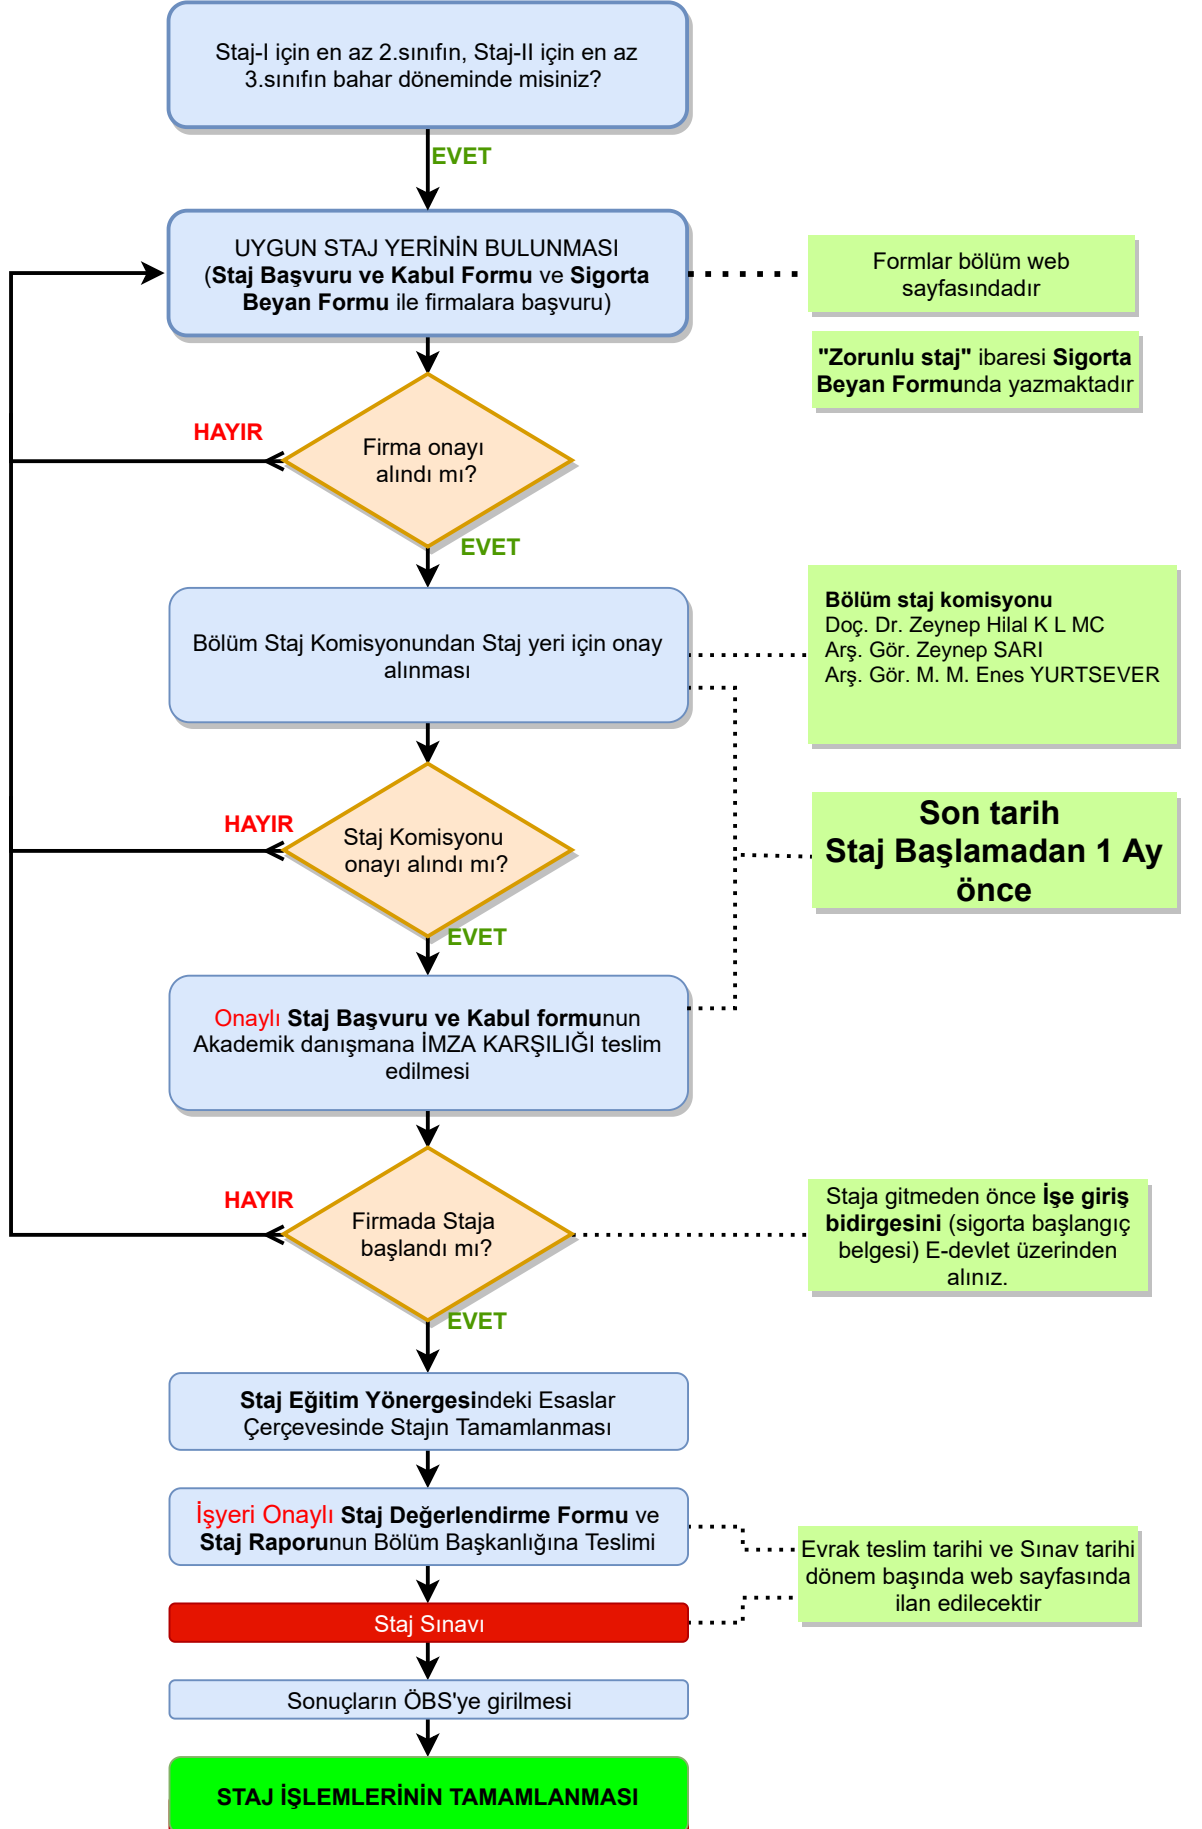 Staj-I için en az 2.sınıfın, Staj-II için en az
3.sınıfın bahar döneminde misiniz?
EVET
UYGUN STAJ YERİNİN BULUNMASI
(Staj Başvuru ve Kabul Formu ve Sigorta
Beyan Formu ile firmalara başvuru)
Formlar bölüm web
sayfasındadır
"Zorunlu staj" ibaresi Sigorta
Beyan Formunda yazmaktadır
HAYIR
Firma onayı
alındı mı?
EVET
Bölüm Staj Komisyonundan Staj yeri için onay
alınması
Bölüm staj komisyonu
Doç. Dr. Zeynep Hilal K L MC
Arş. Gör. Zeynep SARI
Arş. Gör. M. M. Enes YURTSEVER
HAYIR
Staj Komisyonu
onayı alındı mı?
Son tarih
Staj Başlamadan 1 Ay
önce
EVET
Onaylı Staj Başvuru ve Kabul formunun
Akademik danışmana İMZA KARŞILIĞI teslim
edilmesi
HAYIR
Firmada Staja
başlandı mı?
Staja gitmeden önce İşe giriş
bidirgesini (sigorta başlangıç
belgesi) E-devlet üzerinden
alınız.
EVET
Staj Eğitim Yönergesindeki Esaslar
Çerçevesinde Stajın Tamamlanması
İşyeri Onaylı Staj Değerlendirme Formu ve
Staj Raporunun Bölüm Başkanlığına Teslimi
Evrak teslim tarihi ve Sınav tarihi
dönem başında web sayfasında
ilan edilecektir
Staj Sınavı
Sonuçların ÖBS'ye girilmesi
STAJ İŞLEMLERİNİN TAMAMLANMASI